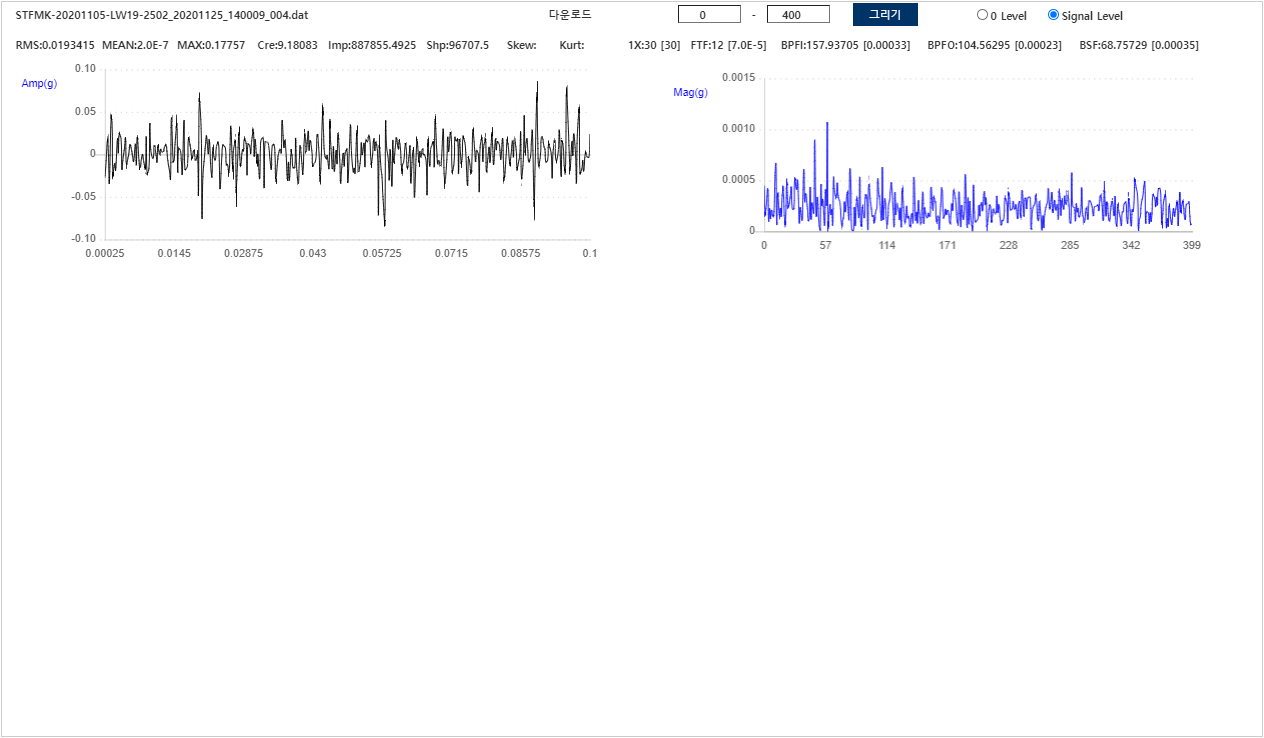 STFMK-20201105-LW19-2502_20201125_140009_004.dat 다운로드 0 - 400 그리기 0 Level Signal Level
RMS:0.0193415 MEAN:2.0E-7 MAX:0.17757 Cre:9.18083 Imp:887855.4925 Shp:96707.5 Skew: Kurt: 1X:30 [30] FTF:12 [7.0E-5] BPFI:157.93705 [0.00033] BPFO:104.56295 [0.00023] BSF:68.75729 [0.00035]
Amp(g)
0.10
0.05
0
-0.05
-0.10
0.00025 0.0145 0.02875 0.043 0.05725 0.0715 0.08575 0.1
Mag(g)
0.0015
0.0010
0.0005
0
0 57 114 171 228 285 342 399